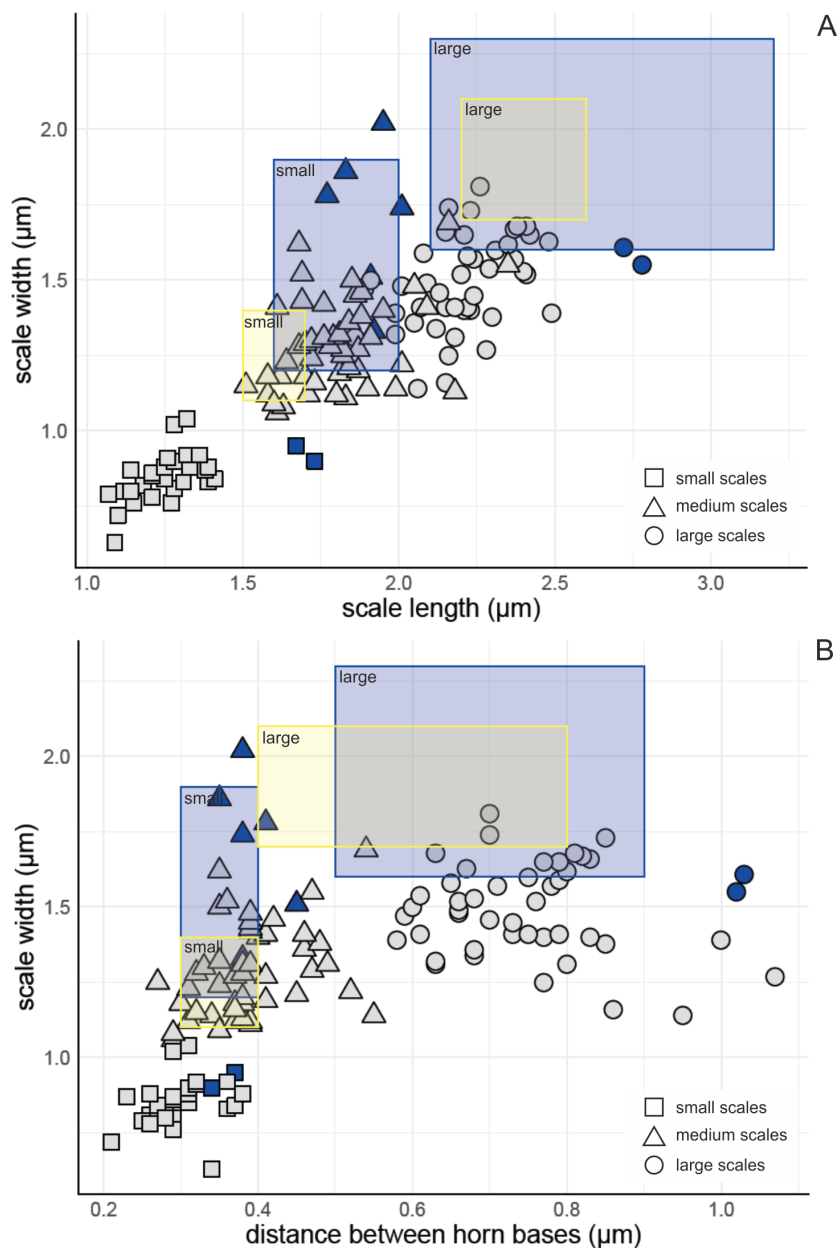 A
large
large
2.0
small
scale width (µm)
1.5
small
1.0
small scales
medium scales
large scales
1.0 1.5 2.0 2.5 3.0
scale length (µm)
B
large
large
2.0
small
scale width (µm)
1.5
small
1.0
small scales
medium scales
large scales
0.2 0.4 0.6 0.8 1.0
distance between horn bases (µm)